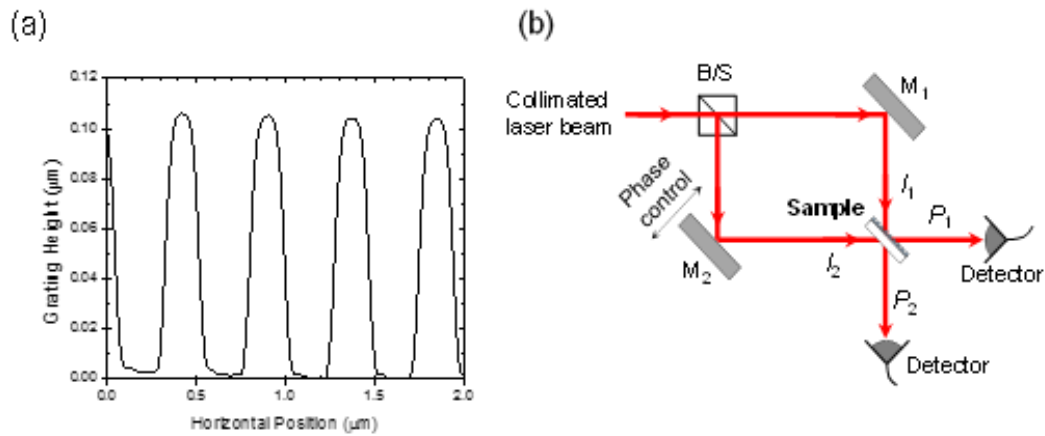 (a)
Grating Height (μm)
0.12
0.10
0.08
0.06
0.04
0.02
0.00
0.0 0.5 1.0 1.5 2.0
Horizontal Position (μm)
(b)
B/S
M1
Collimated
laser beam
Phase
control
I1
Sample
P1
M2
I2
Detector
P2
Detector